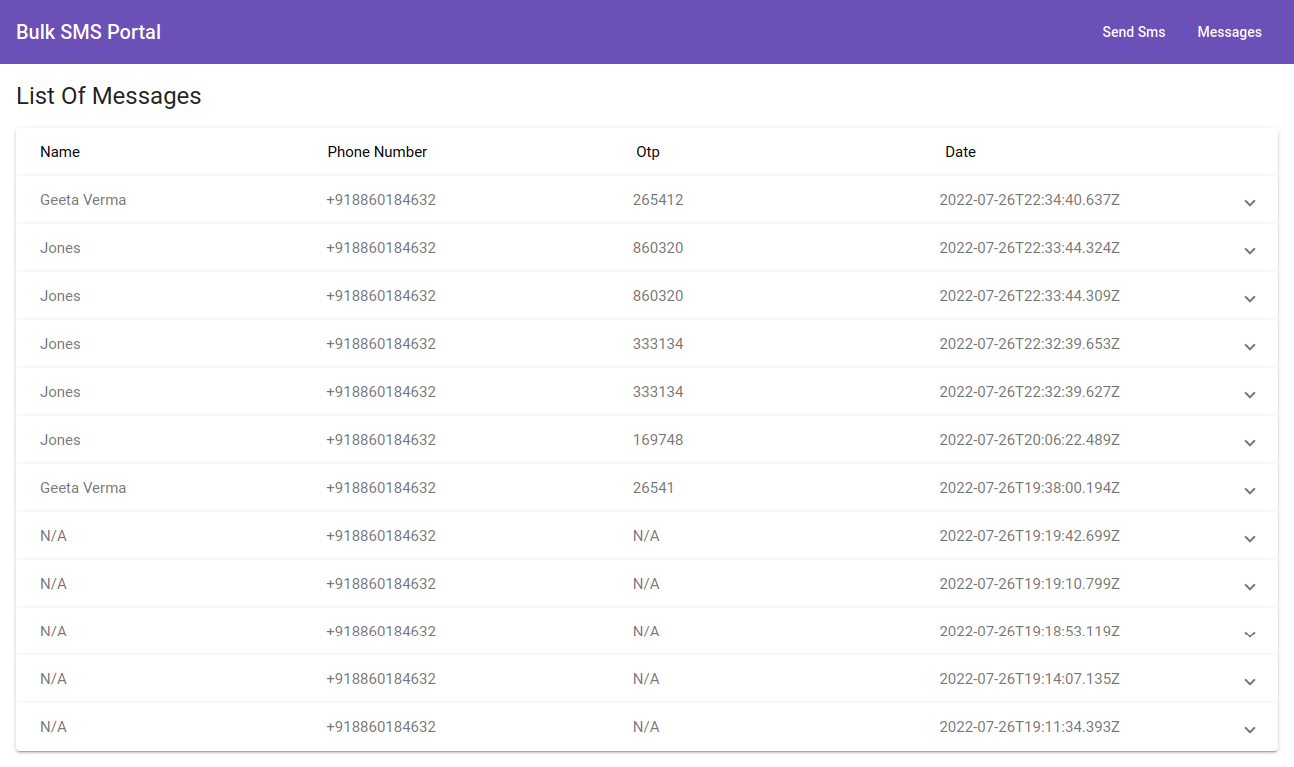 Bulk SMS Portal Send Sms Messages
List Of Messages
Name Phone Number Otp Date
Geeta Verma +918860184632 265412 2022-07-26T22:34:40.637Z
Jones +918860184632 860320 2022-07-26T22:33:44.324Z
Jones +918860184632 860320 2022-07-26T22:33:44.309Z
Jones +918860184632 333134 2022-07-26T22:32:39.653Z
Jones +918860184632 333134 2022-07-26T22:32:39.627Z
Jones +918860184632 169748 2022-07-26T20:06:22.489Z
Geeta Verma +918860184632 26541 2022-07-26T19:38:00.194Z
N/A +918860184632 N/A 2022-07-26T19:19:42.699Z
N/A +918860184632 N/A 2022-07-26T19:19:10.799Z
N/A +918860184632 N/A 2022-07-26T19:18:53.119Z
N/A +918860184632 N/A 2022-07-26T19:14:07.135Z
N/A +918860184632 N/A 2022-07-26T19:11:34.393Z